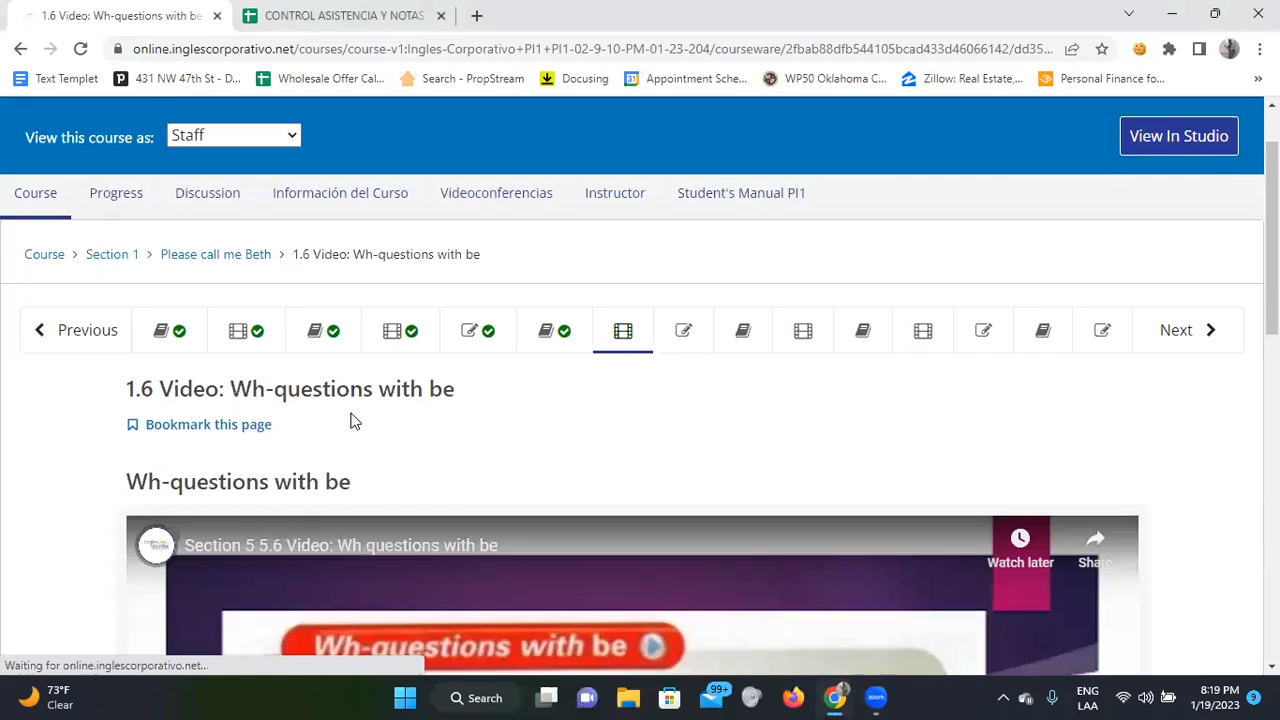 1.6 Video: Wh-questions with be
CONTROL ASISTENCIA Y NOTAS
online.inglescorporativo.net/courses/course-v1:Ingles-Corporativo+PI1+PI1-02-9-10-PM-01-23-204/courseware/2fbab88dfb544105bcad433d46066142/dd35...
Text Templet
431 NW 47th St - D...
Wholesale Offer Cal...
Search - PropStream
Docusing
Appointment Sche...
WP50 Oklahoma C...
Zillow: Real Estate,...
Personal Finance fo...
View this course as: Staff
View In Studio
Course Progress Discussion Información del Curso Videoconferencias Instructor Student's Manual PI1
Course > Section 1 > Please call me Beth > 1.6 Video: Wh-questions with be
Previous
Next
1.6 Video: Wh-questions with be
Bookmark this page
Wh-questions with be
Section 5 5.6 Video: Wh questions with be
Watch later
Share
Wh-questions with be
Waiting for online.inglescorporativo.net...
73°F
Clear
Search
99+
zoom
ENG
LAA
8:19 PM
1/19/2023
9